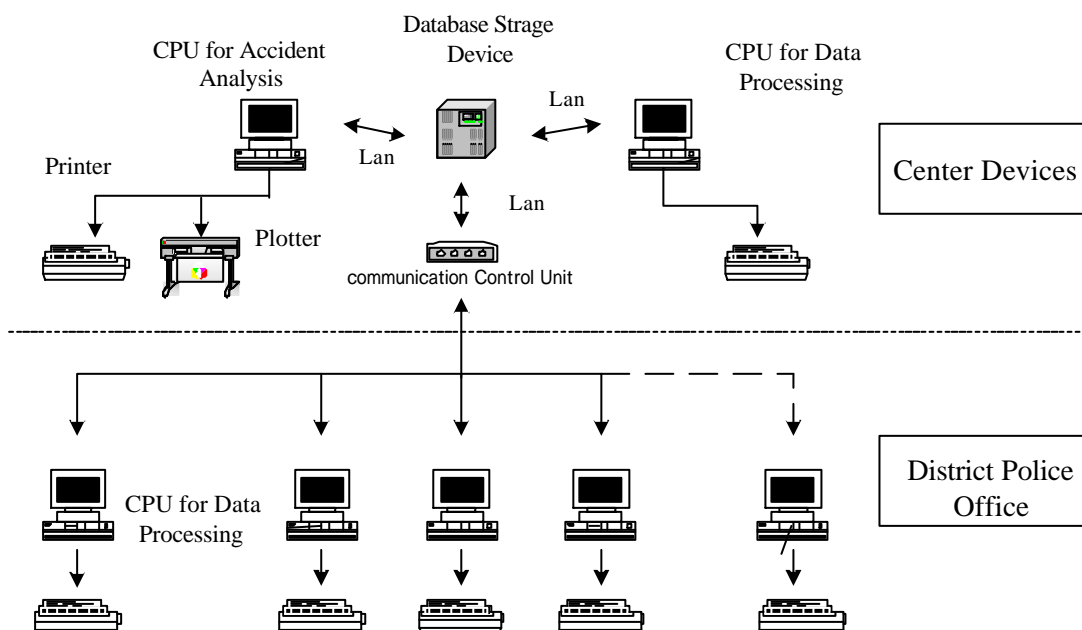 Database Strage
Device
CPU for Accident
Analysis
CPU for Data
Processing
Lan
Lan
Printer
Center Devices
Lan
Plotter
communication Control Unit
District Police
Office
CPU for Data
Processing